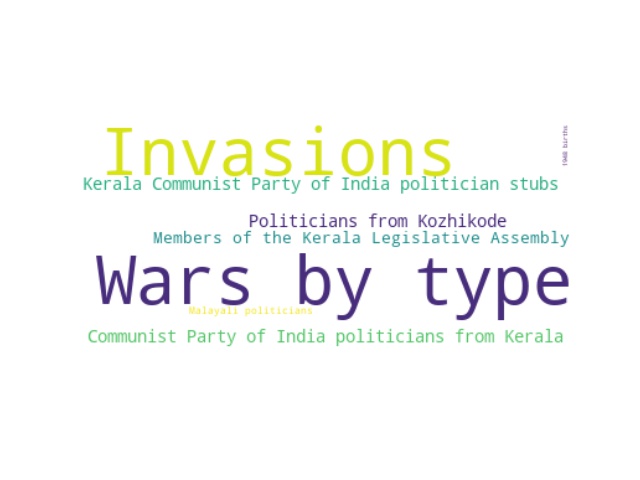 Invasions
1948 births
Kerala Communist Party of India politician stubs
Politicians from Kozhikode
Members of the Kerala Legislative Assembly
Wars by type
Malayali politicians
Communist Party of India politicians from Kerala